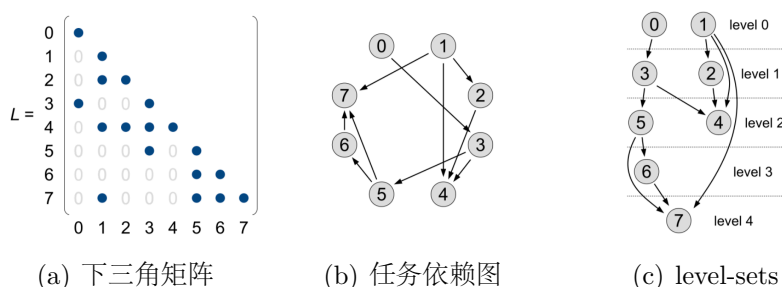 0
1 0
2 0
L = 3 0 0
4 0
5 0 0 0 0
6 0 0 0 0 0
7 0 0 0 0
0 1 2 3 4 5 6 7
0 1
7 2
6 3
5 4
0 1 level 0
3 2 level 1
5 4 level 2
6 level 3
7 level 4
(a) 下三角矩阵
(b) 任务依赖图
(c) level-sets